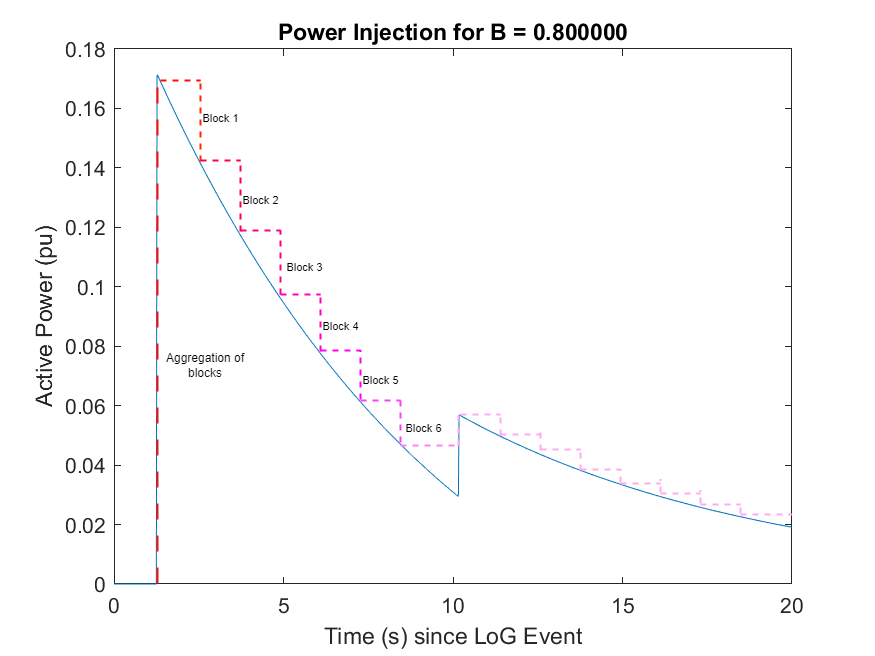 Power Injection for B = 0.800000
0.18
0.16
0.14
0.12
0.1
0.08
0.06
0.04
0.02
0
Active Power (pu)
Block 1
Block 2
Block 3
Block 4
Block 5
Block 6
Aggregation of
blocks
0 5 10 15 20
Time (s) since LoG Event